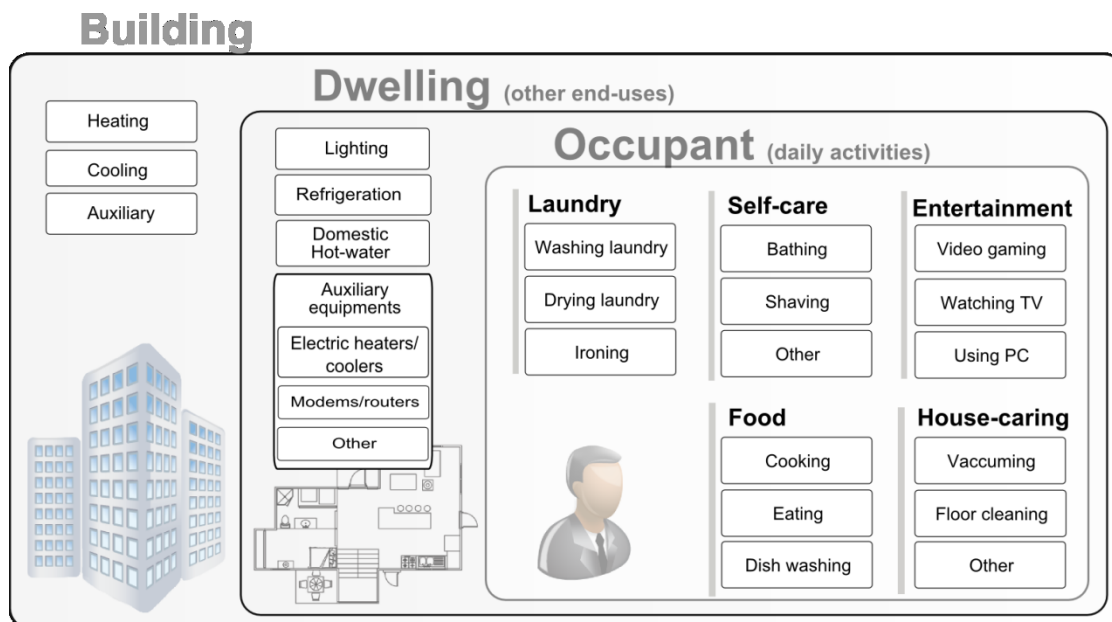 Building
Dwelling (other end-uses)
Heating
Cooling
Auxiliary
Lighting
Refrigeration
Domestic
Hot-water
Auxiliary
equipments
Electric heaters/
coolers
Modems/routers
Other
Occupant (daily activities)
Laundry
Washing laundry
Drying laundry
Ironing
Self-care
Bathing
Shaving
Other
Entertainment
Video gaming
Watching TV
Using PC
Food
Cooking
Eating
Dish washing
House-caring
Vaccuming
Floor cleaning
Other